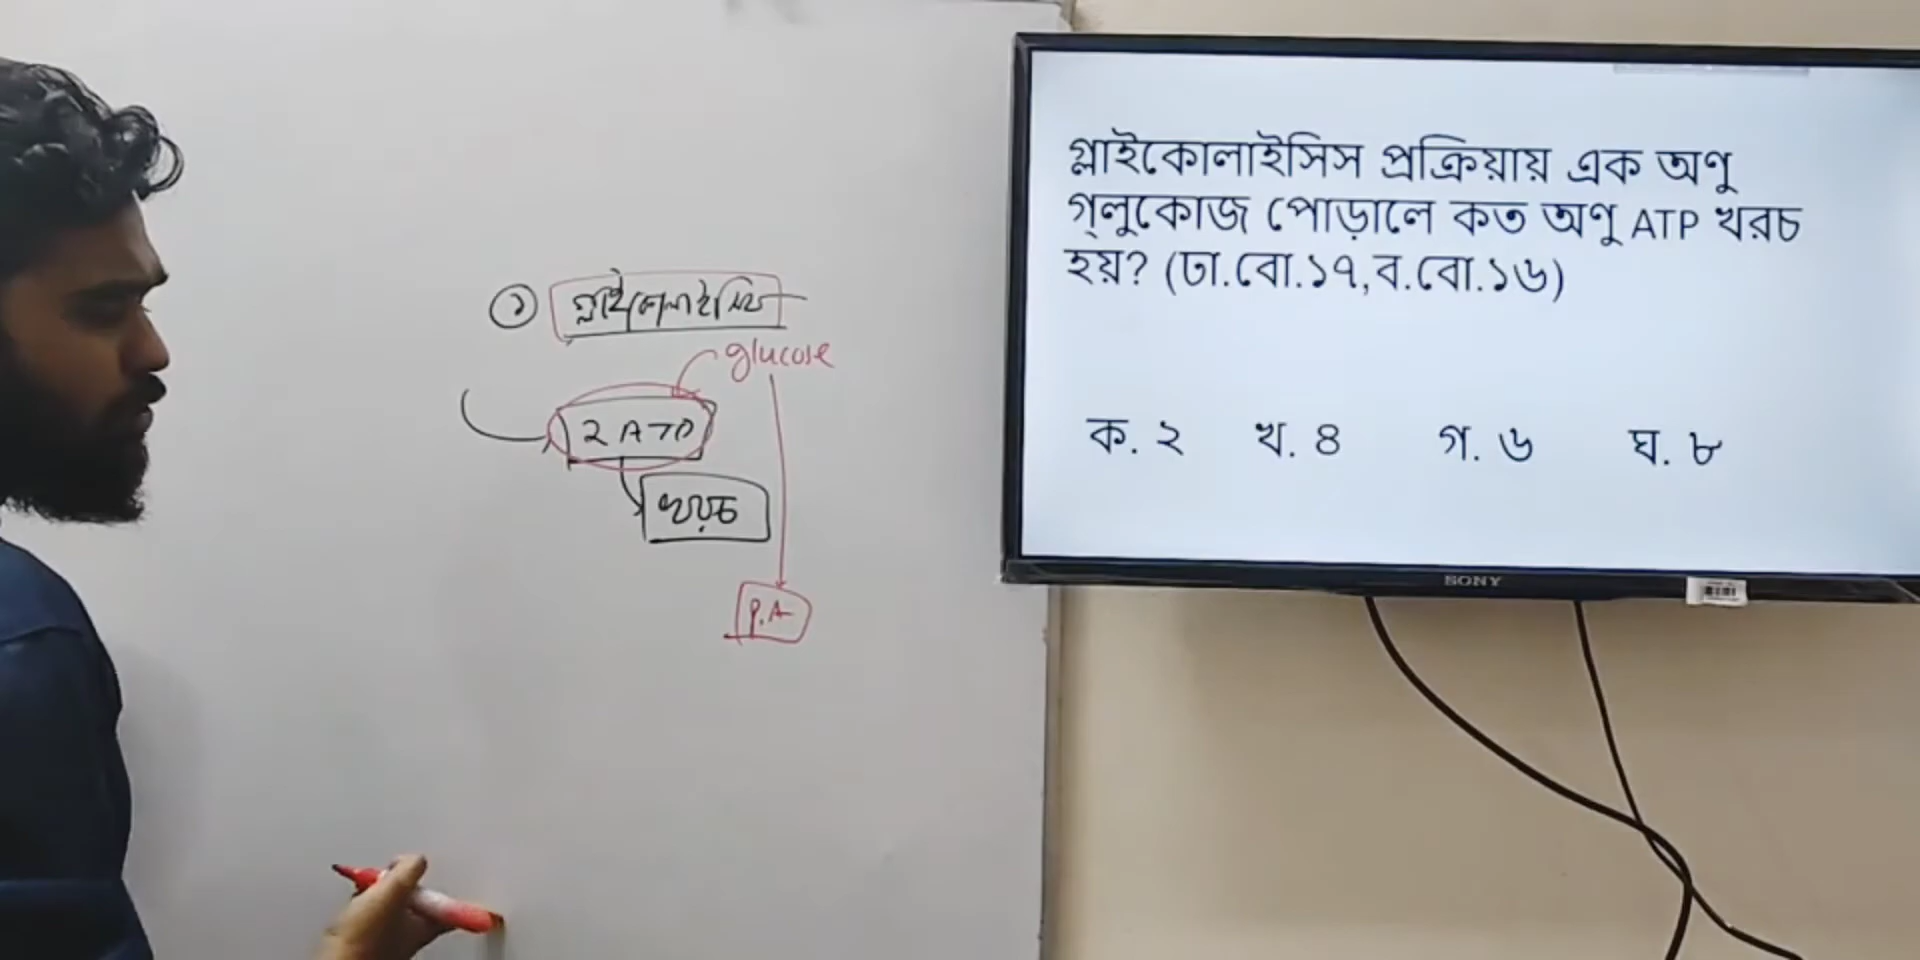 ① গ্লাইকোলাইসিস
glucose
2 ATP
খরচ
P.A
গ্লাইকোলাইসিস প্রক্রিয়ায় এক অণু
গ্লুকোজ পোড়ালে কত অণু ATP খরচ
হয়? (ঢা.বো.১৭,ব.বো.১৬)
ক. ২ খ. ৪ গ. ৬ ঘ. ৮
SONY